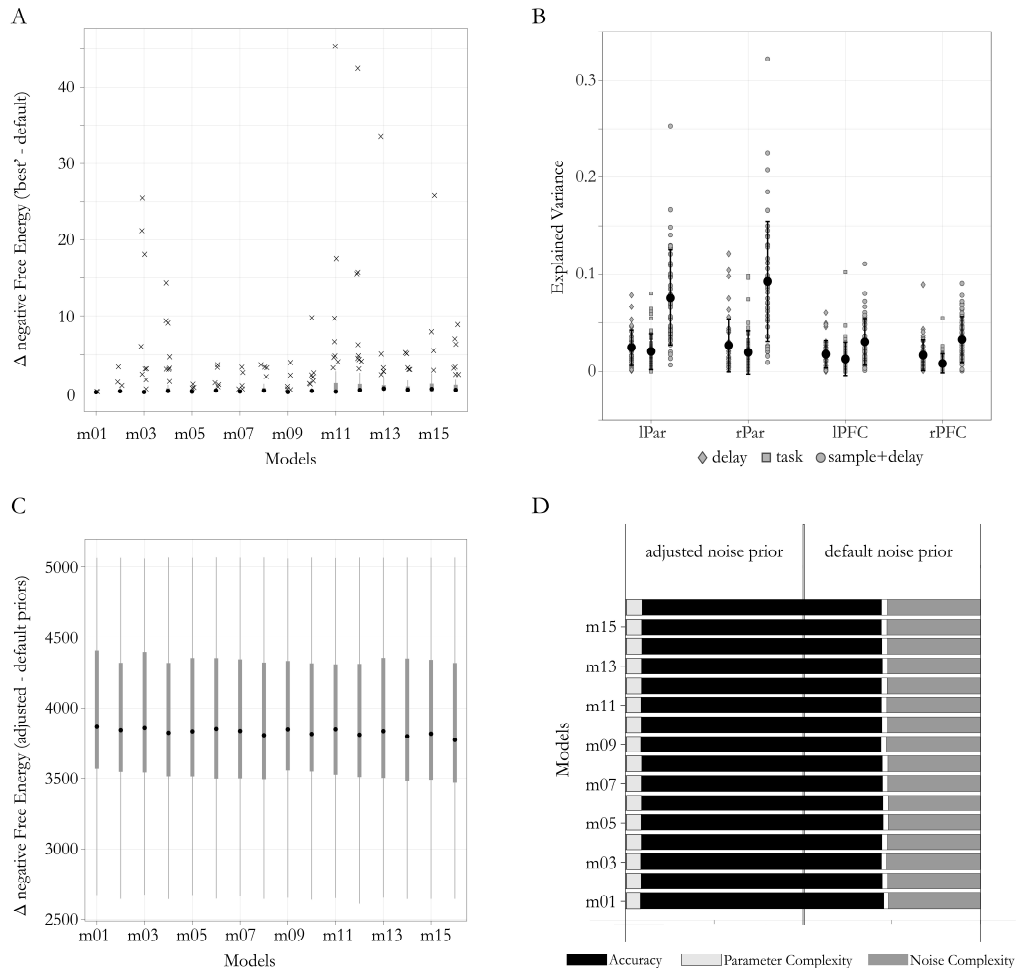 A
Δ negative Free Energy ('best' - default)
40
30
20
10
0
m01 m03 m05 m07 m09 m11 m13 m15
Models
B
Explained Variance
0.3
0.2
0.1
0
lPar rPar lPFC rPFC
delay task sample+delay
C
Δ negative Free Energy (adjusted - default priors)
5000
4500
4000
3500
3000
2500
m01 m03 m05 m07 m09 m11 m13 m15
Models
D
adjusted noise prior default noise prior
Models
m15
m13
m11
m09
m07
m05
m03
m01
Accuracy Parameter Complexity Noise Complexity